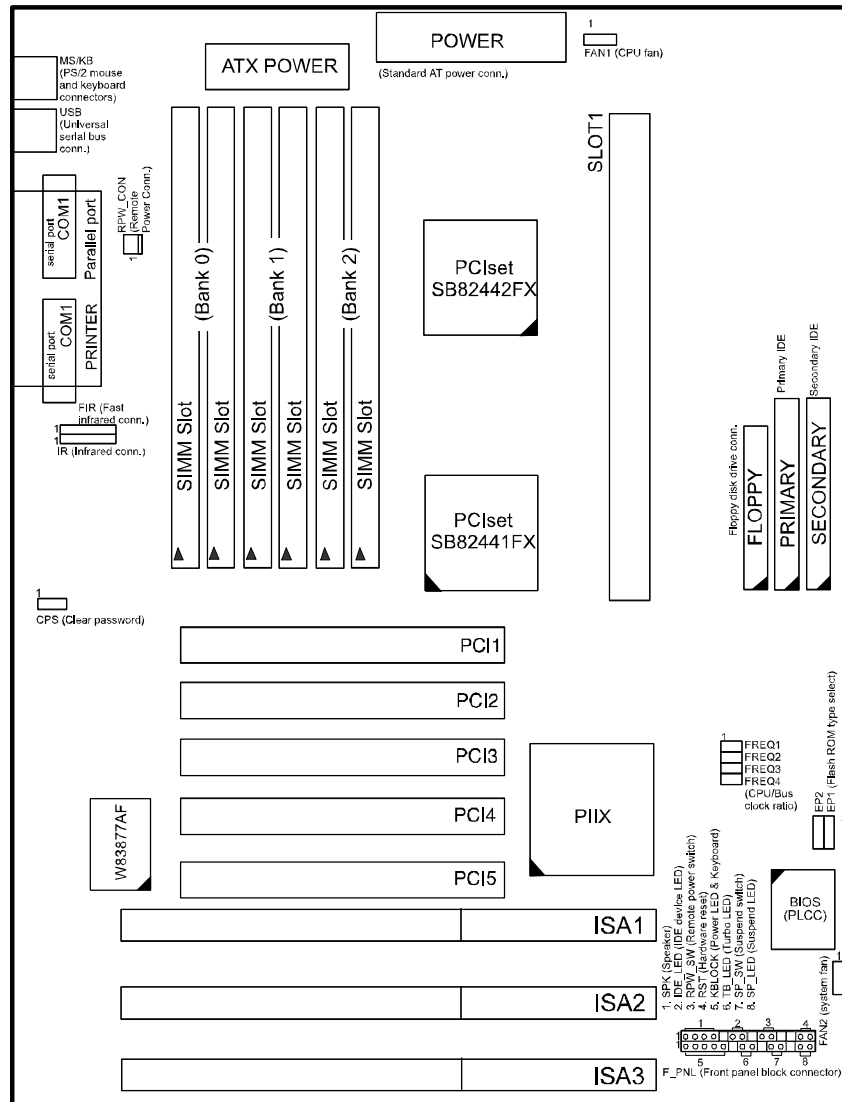 POWER
(Standard AT power conn.)
ATX POWER
1
FAN1 (CPU fan)
MS/KB
(PS/2 mouse
and keyboard
connectors)
USB
(Universal
serial bus
conn.)
serial port
COM1
Parallel port
serial port
COM1
PRINTER
RPW_CON
(Remote
Power Conn.)
1
FIR (Fast
infrared conn.)
1
1
IR (Infrared conn.)
SIMM Slot
(Bank 0)
SIMM Slot
SIMM Slot
(Bank 1)
SIMM Slot
SIMM Slot
(Bank 2)
SIMM Slot
PCIset
SB82442FX
PCIset
SB82441FX
SLOT1
Floppy disk drive conn.
FLOPPY
Primary IDE
PRIMARY
Secondary IDE
SECONDARY
1
CPS (Clear password)
PCI1
PCI2
PCI3
PCI4
PCI5
W83877AF
PIIX
1
FREQ1
FREQ2
FREQ3
FREQ4
(CPU/Bus
clock ratio)
EP2
EP1 (Flash ROM type select)
BIOS
(PLCC)
ISA1
ISA2
ISA3
1. SPK (Speaker)
2. IDE_LED (IDE device LED)
3. RPW_SW (Remote power switch)
4. RST (Hardware reset)
5. KBLOCK (Power LED & Keyboard)
6. TB_LED (Turbo LED)
7. SP_SW (Suspend switch)
8. SP_LED (Suspend LED)
1
FAN2 (system fan)
1 2 3 4
1
1
5 6 7 8
F_PNL (Front panel block connector)